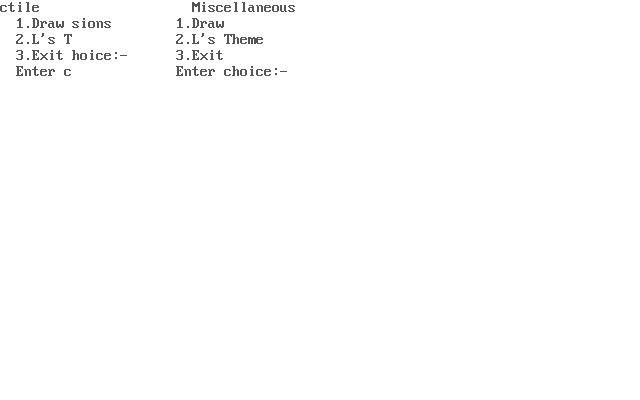 ctile Miscellaneous
1.Draw sions 1.Draw
2.L's T 2.L's Theme
3.Exit hoice:- 3.Exit
Enter c Enter choice:-